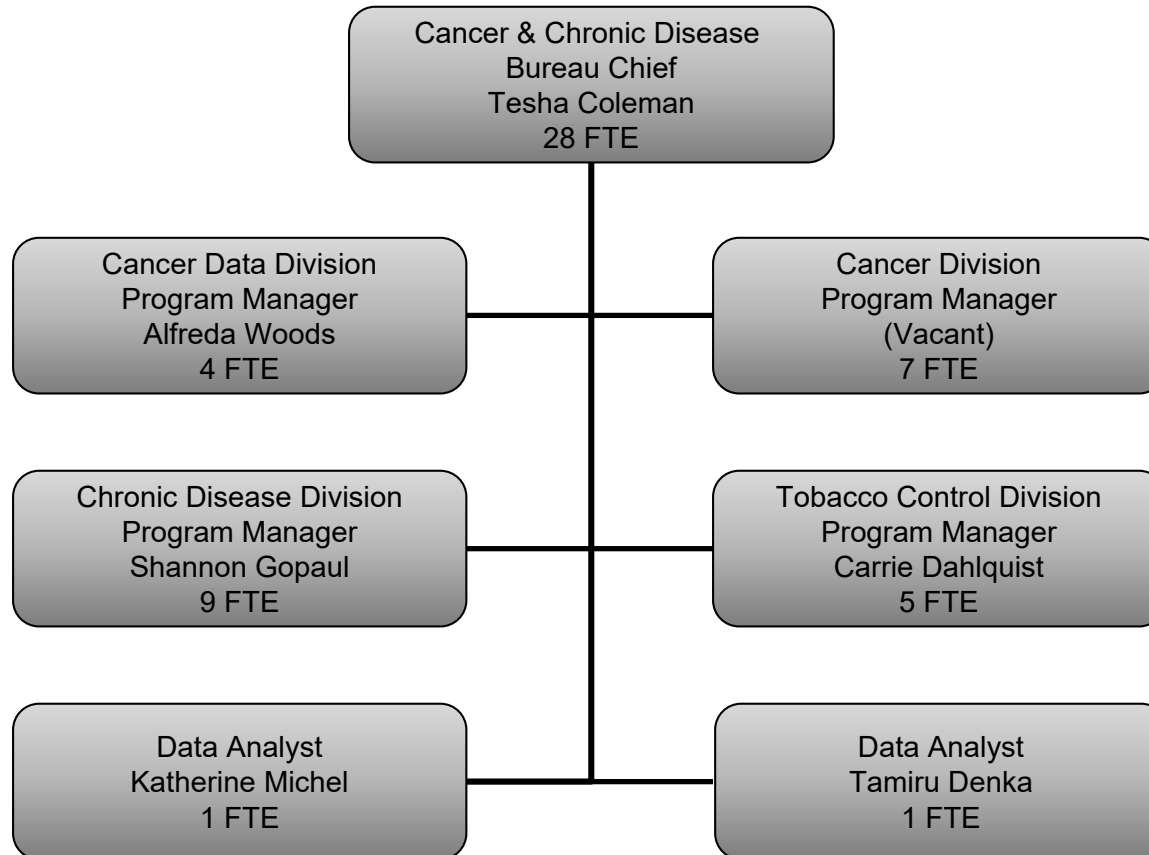 Cancer & Chronic Disease
Bureau Chief
Tesha Coleman
28 FTE
Cancer Data Division
Program Manager
Alfreda Woods
4 FTE
Cancer Division
Program Manager
(Vacant)
7 FTE
Chronic Disease Division
Program Manager
Shannon Gopaul
9 FTE
Tobacco Control Division
Program Manager
Carrie Dahlquist
5 FTE
Data Analyst
Katherine Michel
1 FTE
Data Analyst
Tamiru Denka
1 FTE